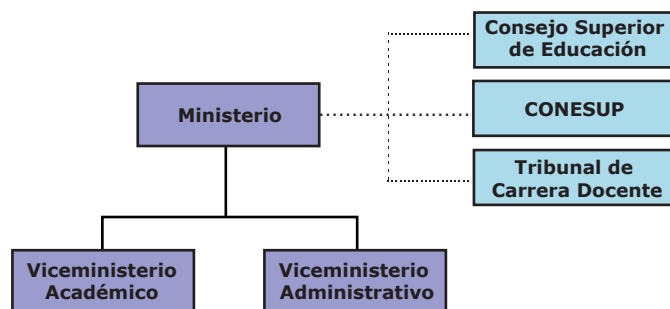 Consejo Superior
de Educación
Ministerio
CONESUP
Tribunal de
Carrera Docente
Viceministerio
Académico
Viceministerio
Administrativo